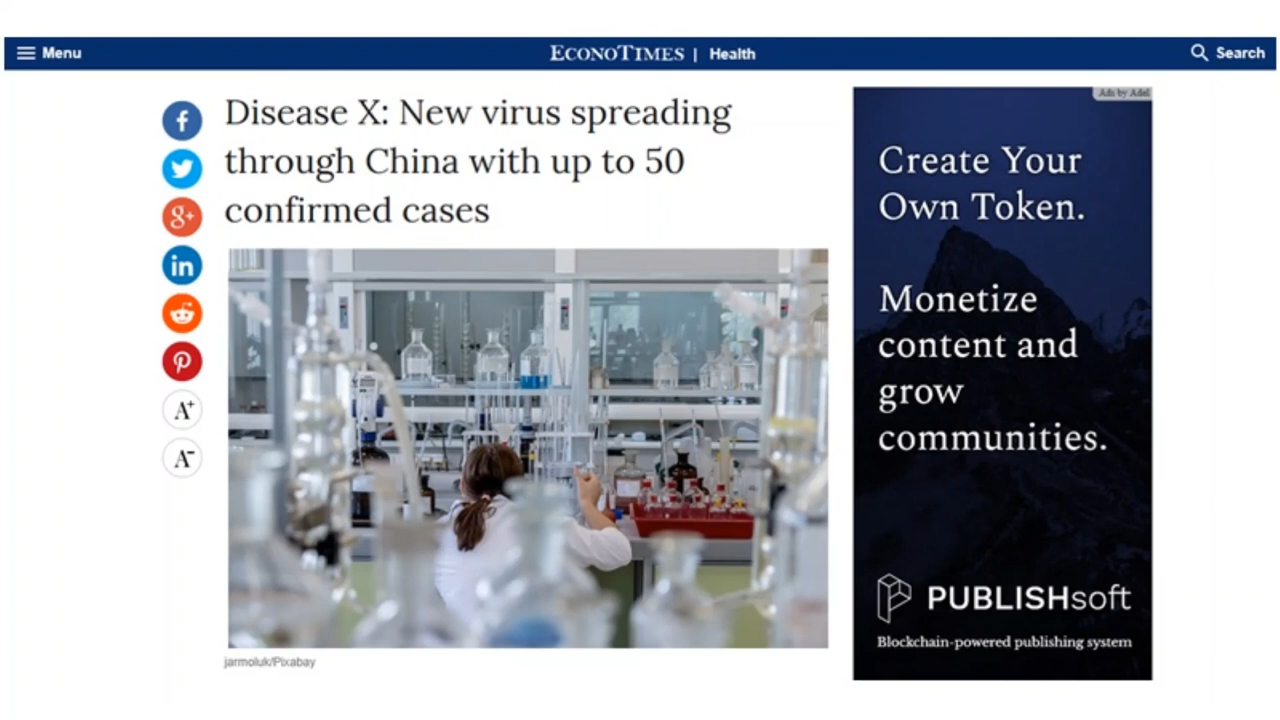 Menu
ECONOTIMES | Health
Search
Disease X: New virus spreading
through China with up to 50
confirmed cases
f
g+
in
A+
A-
jarmoluk/Pixabay
Ads by Adel
Create Your
Own Token.
Monetize
content and
grow
communities.
PUBLISHsoft
Blockchain-powered publishing system